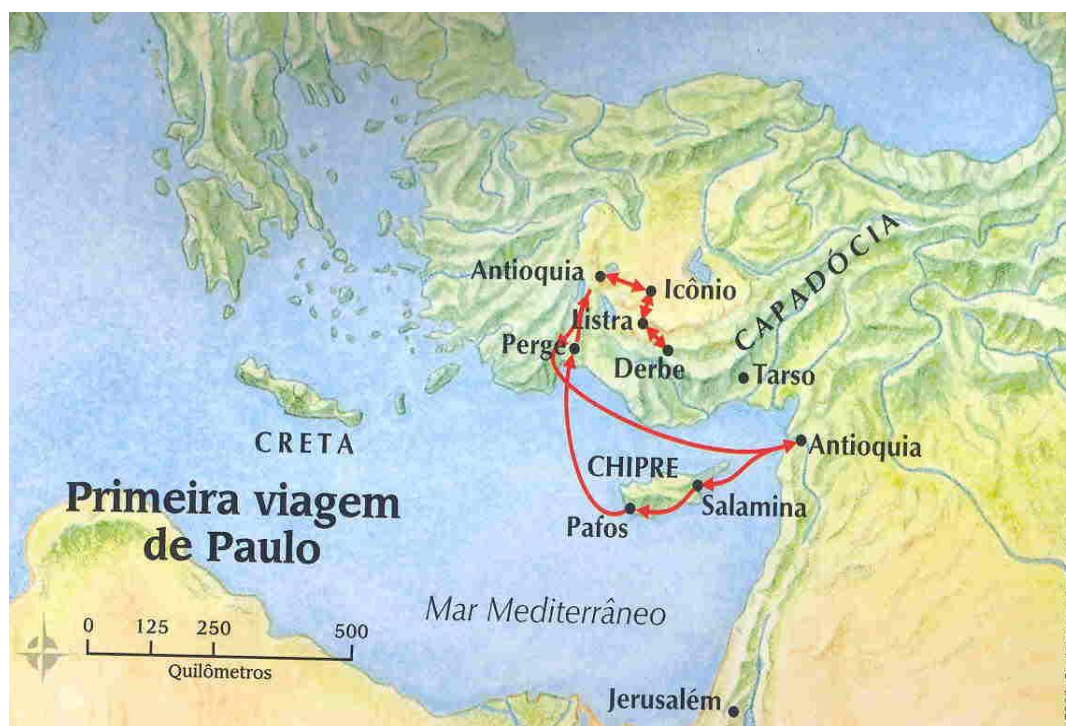 CAPADÓCIA
Antioquia
Icônio
Listra
Perge
Derbe
Tarso
CRETA
Antioquia
CHIPRE
Salamina
Pafos
Primeira viagem
de Paulo
Mar Mediterrâneo
0 125 250 500
Quilômetros
Jerusalém